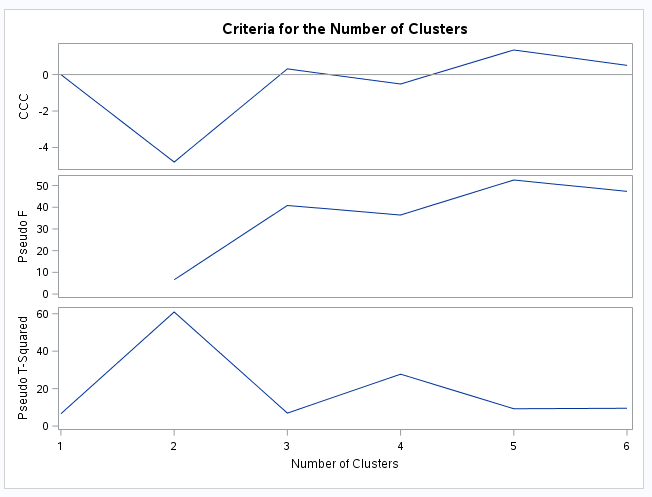 Criteria for the Number of Clusters
CCC
0
-2
-4
Pseudo F
50
40
30
20
10
0
Pseudo T-Squared
60
40
20
0
1 2 3 4 5 6
Number of Clusters